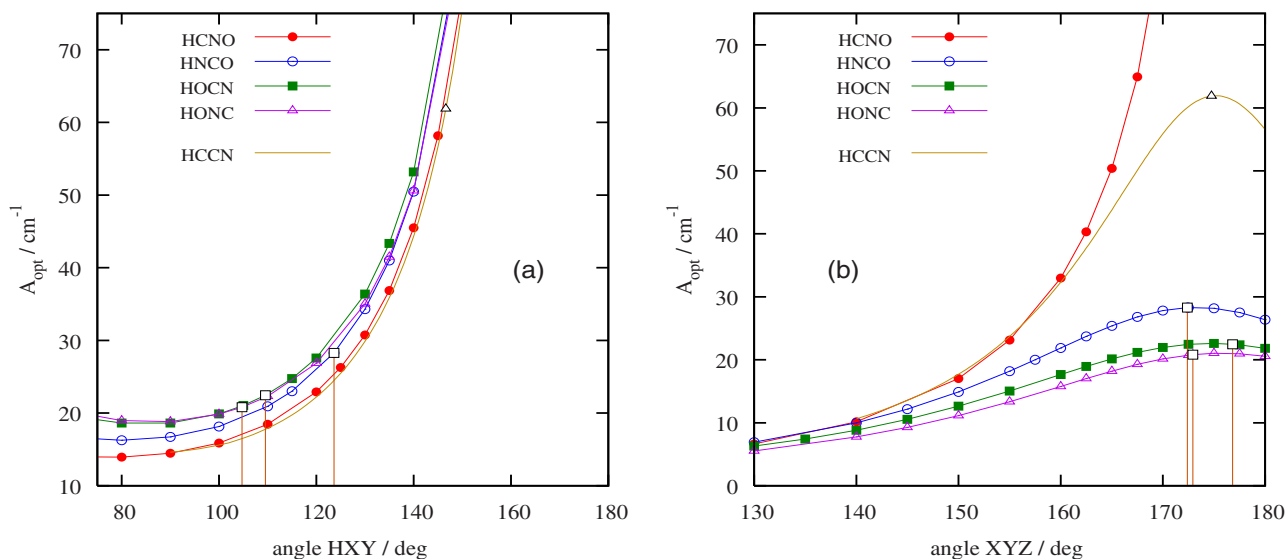 HCNO
HNCO
HOCN
HONC
HCCN
(a)
A_opt / cm^-1
70
60
50
40
30
20
10
80
100
120
140
160
180
angle HXY / deg
HCNO
HNCO
HOCN
HONC
HCCN
(b)
A_opt / cm^-1
70
60
50
40
30
20
10
0
130
140
150
160
170
180
angle XYZ / deg